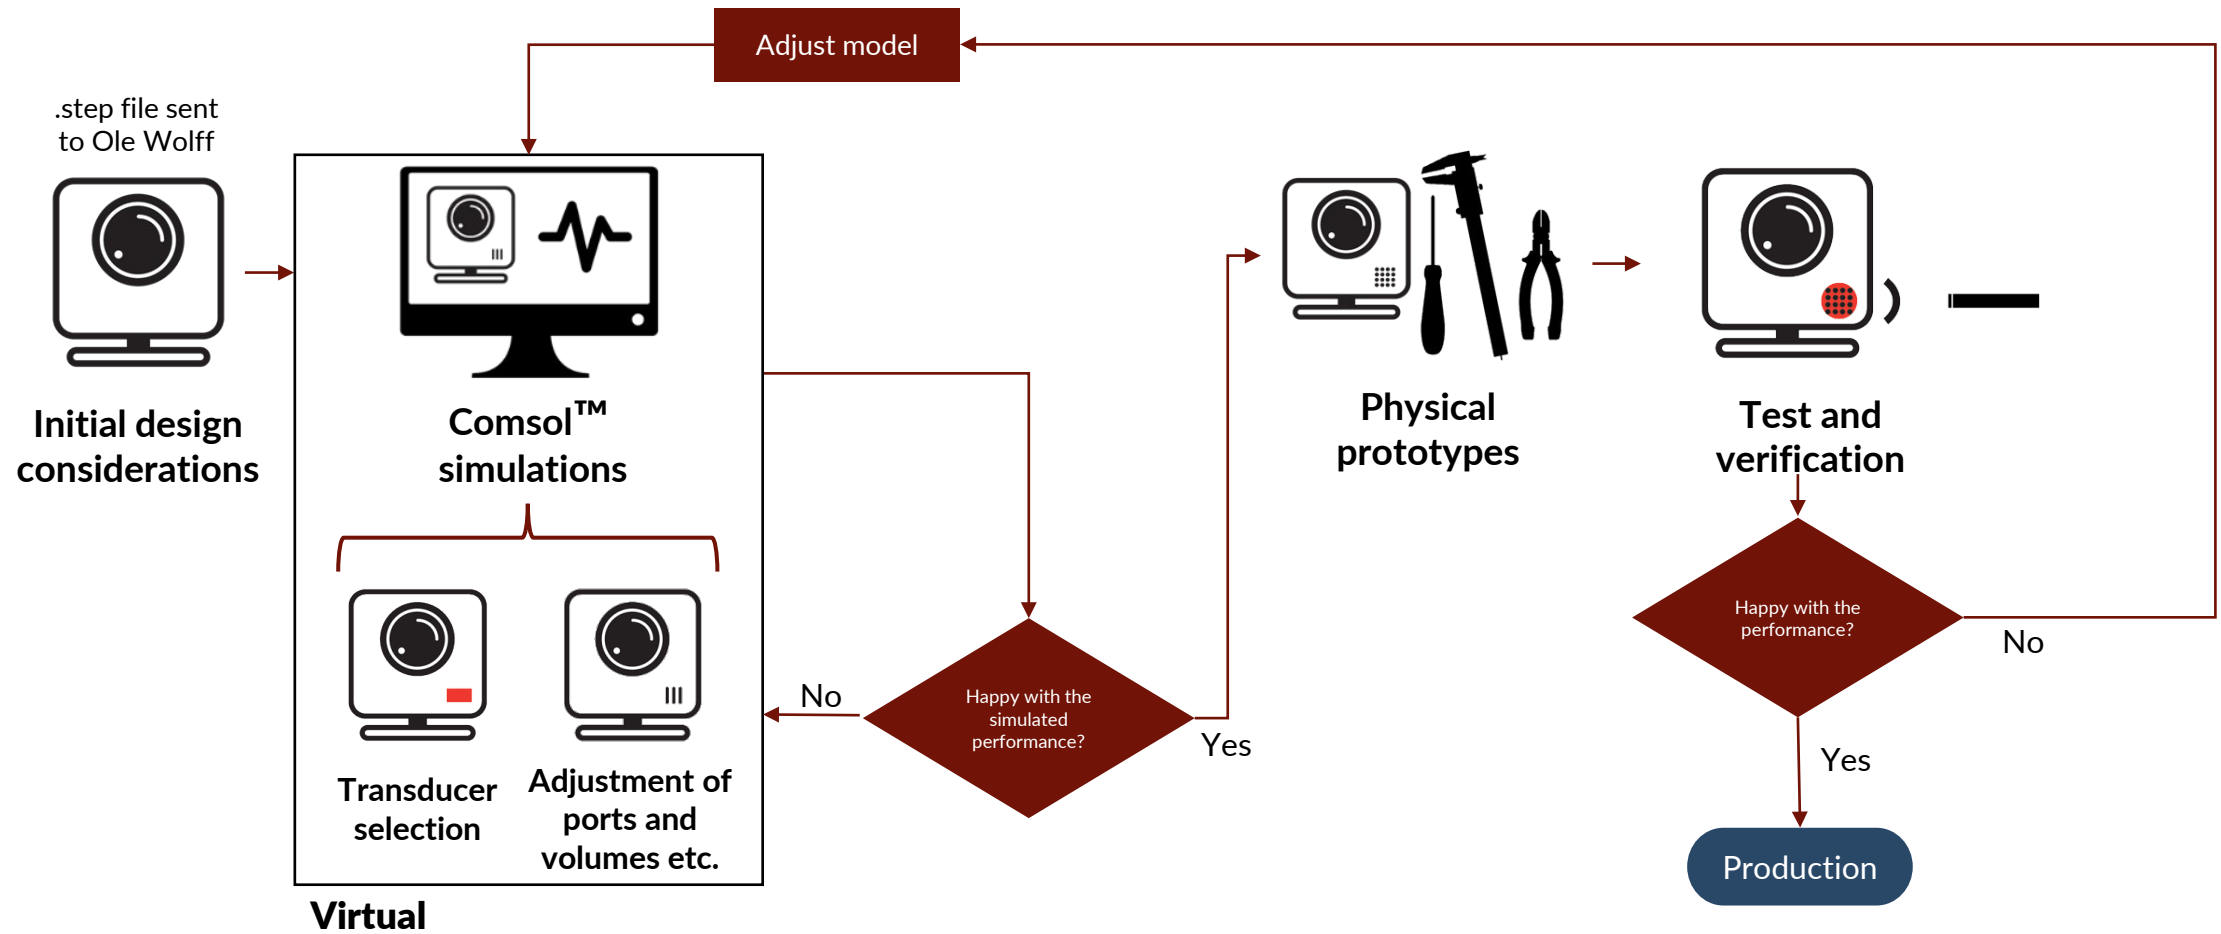 Adjust model
.step file sent
to Ole Wolff
Initial design
considerations
Comsol™
simulations
Transducer
selection
Adjustment of
ports and
volumes etc.
Virtual
No
Happy with the
simulated
performance?
Yes
Physical
prototypes
Test and
verification
Happy with the
performance?
No
Yes
Production